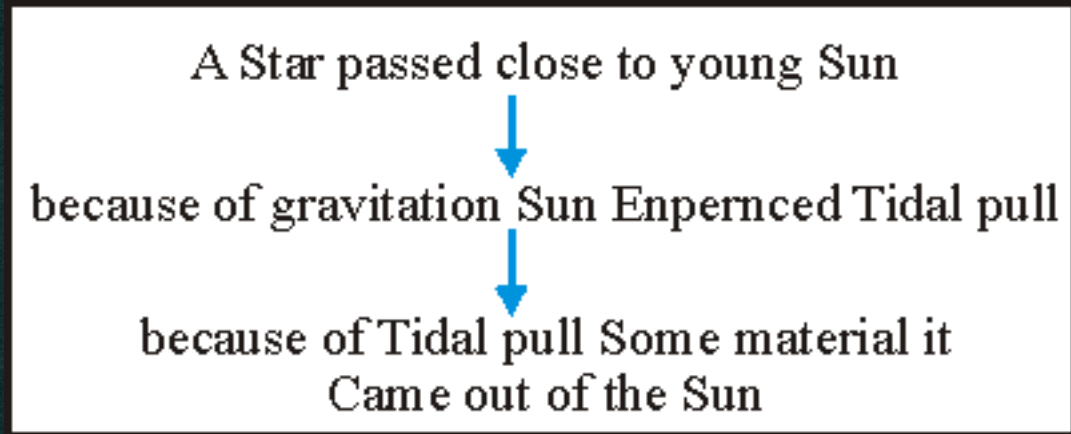 A Star passed close to young Sun
because of gravitation Sun Enpernced Tidal pull
because of Tidal pull Some material it
Came out of the Sun